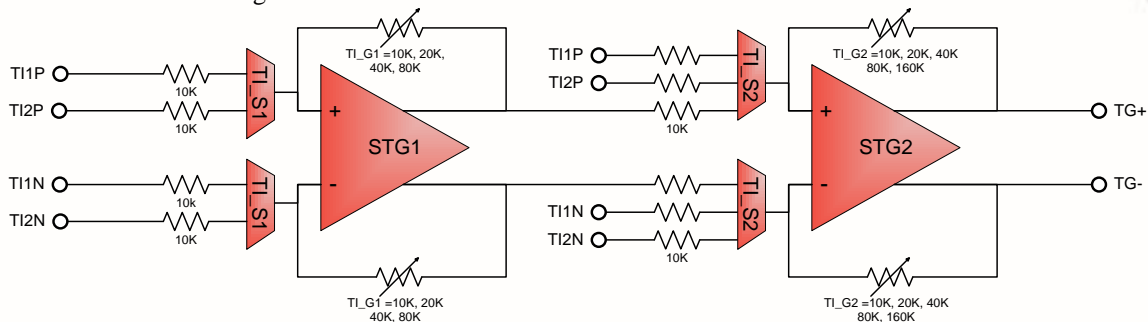 TI_G1 =10K, 20K,
40K, 80K
TI1P
10K
TI2P
10K
TI_S1
+
STG1
-
TI1N
10k
TI2N
10K
TI_S1
TI_G1 =10K, 20K
40K, 80K
TI_G2 =10K, 20K, 40K
80K, 160K
TI1P
TI2P
10K
TI_S2
+
STG2
-
TI1N
TI2N
10K
TI_S2
TI_G2 =10K, 20K, 40K
80K, 160K
TG+
TG-